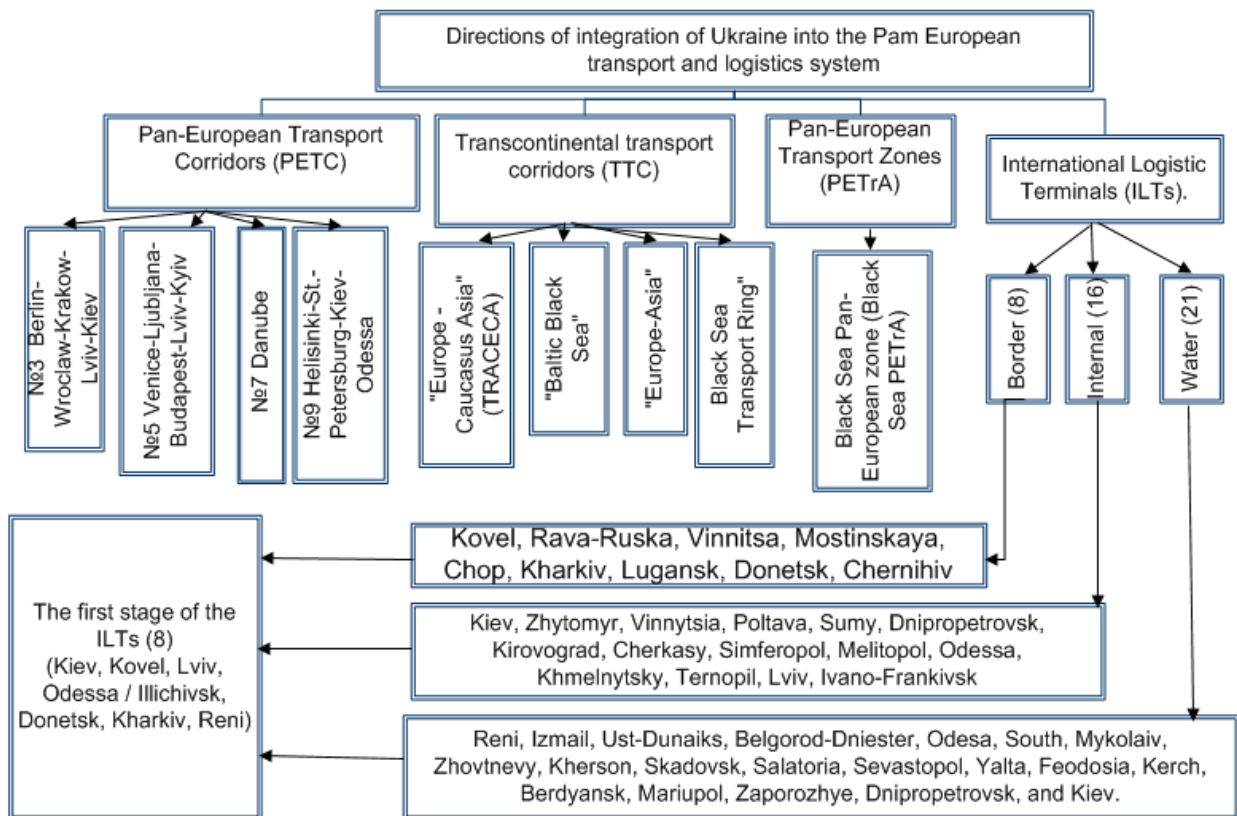 Directions of integration of Ukraine into the Pam European
transport and logistics system
Pan-European Transport
Corridors (PETC)
Transcontinental transport
corridors (TTC)
Pan-European
Transport Zones
(PETrA)
International Logistic
Terminals (ILTs).
№3 Berlin-
Wroclaw-Krakow-
Lviv-Kiev
№5 Venice-Ljubljana-
Budapest-Lviv-Kyiv
№7 Danube
№9 Helisinki-St.-
Petersburg-Kiev-
Odessa
"Europe -
Caucasus Asia"
(TRACECA)
"Baltic Black
Sea"
"Europe-Asia"
Black Sea
Transport Ring"
Black Sea Pan-
European zone (Black
Sea PETrA)
Border (8)
Internal (16)
Water (21)
Kovel, Rava-Ruska, Vinnitsa, Mostinskaya,
Chop, Kharkiv, Lugansk, Donetsk, Chernihiv
The first stage of the
ILTs (8)
(Kiev, Kovel, Lviv,
Odessa / Illichivsk,
Donetsk, Kharkiv, Reni)
Kiev, Zhytomyr, Vinnytsia, Poltava, Sumy, Dnipropetrovsk,
Kirovograd, Cherkasy, Simferopol, Melitopol, Odessa,
Khmelnytsky, Ternopil, Lviv, Ivano-Frankivsk
Reni, Izmail, Ust-Dunaiks, Belgorod-Dniester, Odesa, South, Mykolaiv,
Zhovtnevy, Kherson, Skadovsk, Salatoria, Sevastopol, Yalta, Feodosia, Kerch,
Berdyansk, Mariupol, Zaporozhye, Dnipropetrovsk, and Kiev.